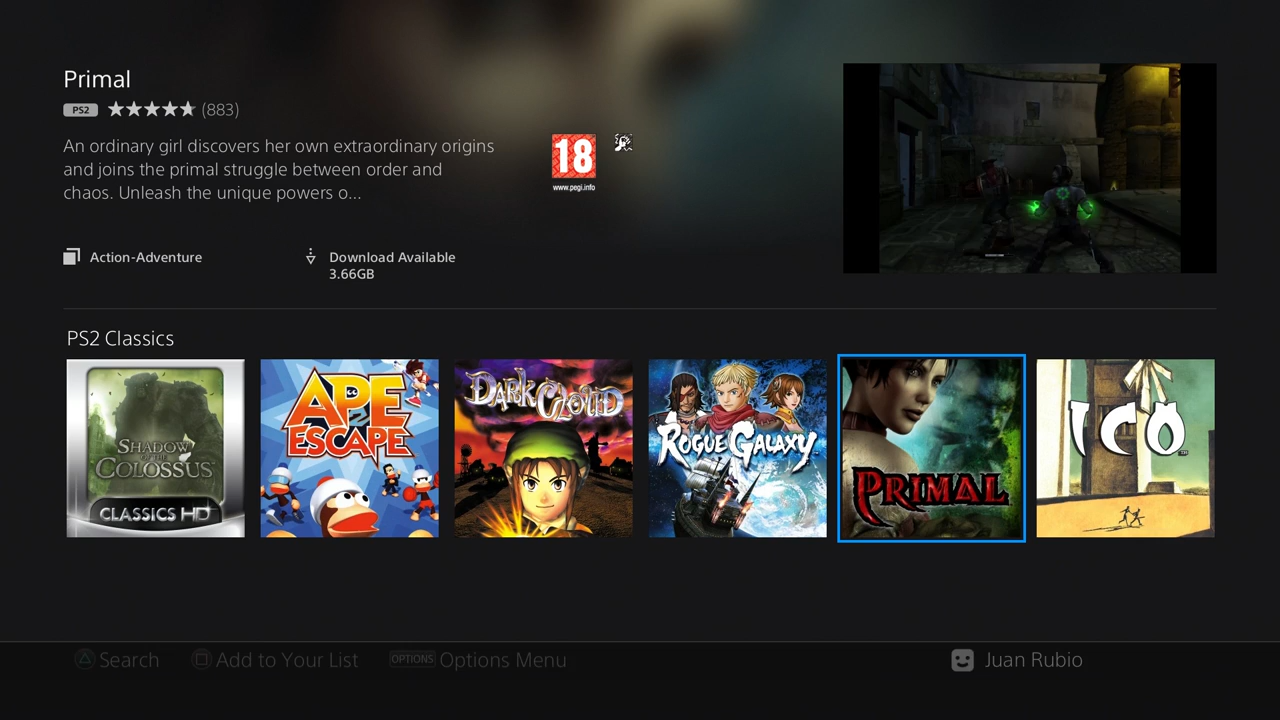 Primal
PS2 (883)
An ordinary girl discovers her own extraordinary origins
and joins the primal struggle between order and
chaos. Unleash the unique powers o...
18
www.pegi.info
Action-Adventure
Download Available
3.66GB
PS2 Classics
SHADOW
OF THE
COLOSSUS
CLASSICS HD
APE
ESCAPE
2
DARK CLOUD
ROGUE GALAXY
PRIMAL
ICO
Search
Add to Your List
OPTIONS Options Menu
Juan Rubio